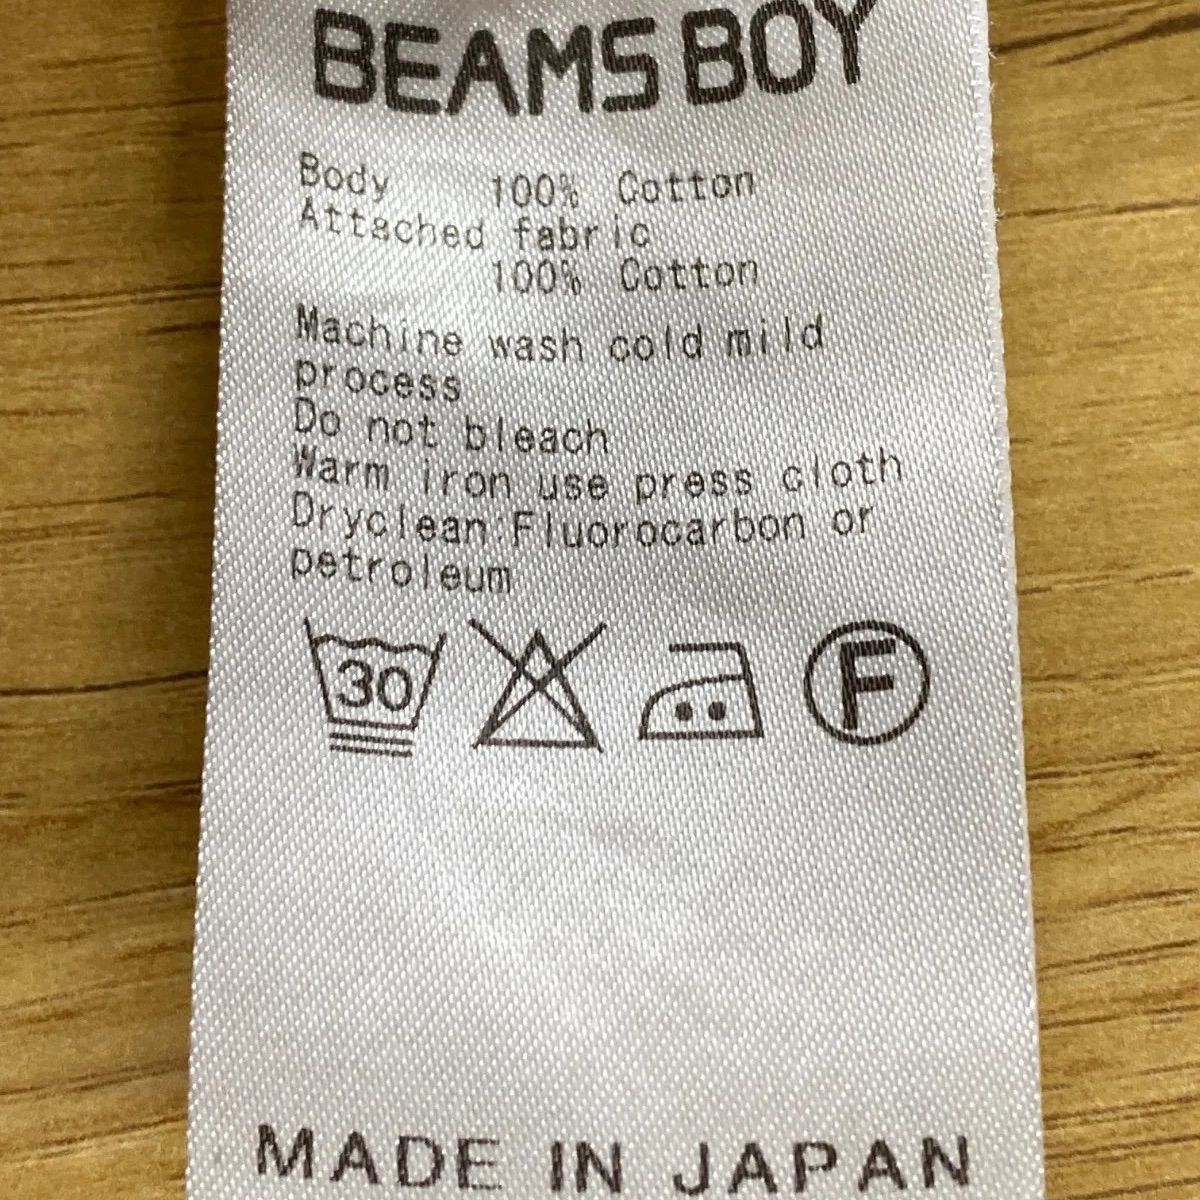 BEAMS BOY
Body 100% Cotton
Attached fabric
100% Cotton
Machine wash cold mild
process
Do not bleach
Warm iron use press cloth
Dryclean:Fluorocarbon or
petroleum
30 F
MADE IN JAPAN